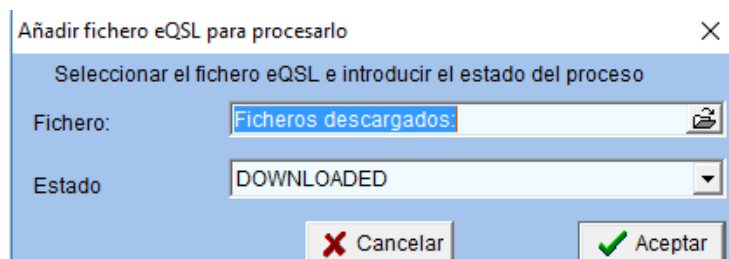 Añadir fichero eQSL para procesarlo
Seleccionar el fichero eQSL e introducir el estado del proceso
Fichero: Ficheros descargados:
Estado DOWNLOADED
Cancelar Aceptar